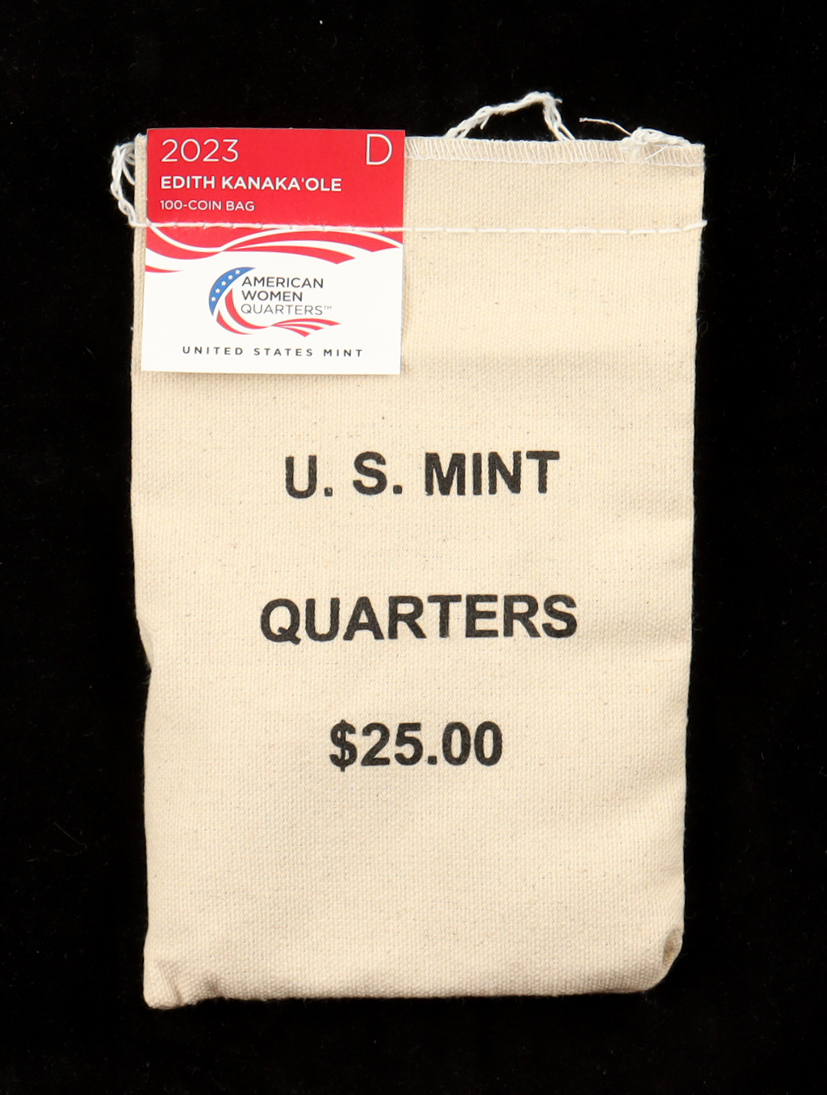 2023 D
EDITH KANAKA'OLE
100-COIN BAG
AMERICAN
WOMEN
QUARTERS™
UNITED STATES MINT
U. S. MINT
QUARTERS
$25.00